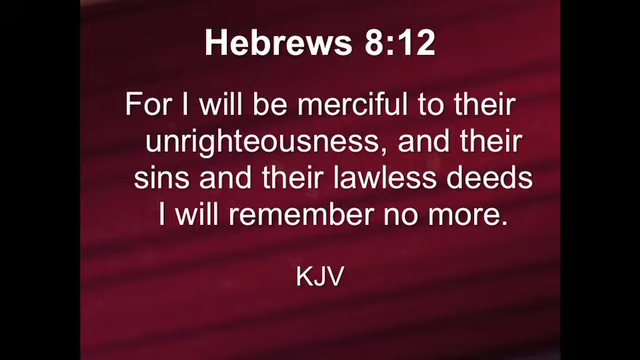 Hebrews 8:12
For I will be merciful to their
unrighteousness, and their
sins and their lawless deeds
I will remember no more.
KJV